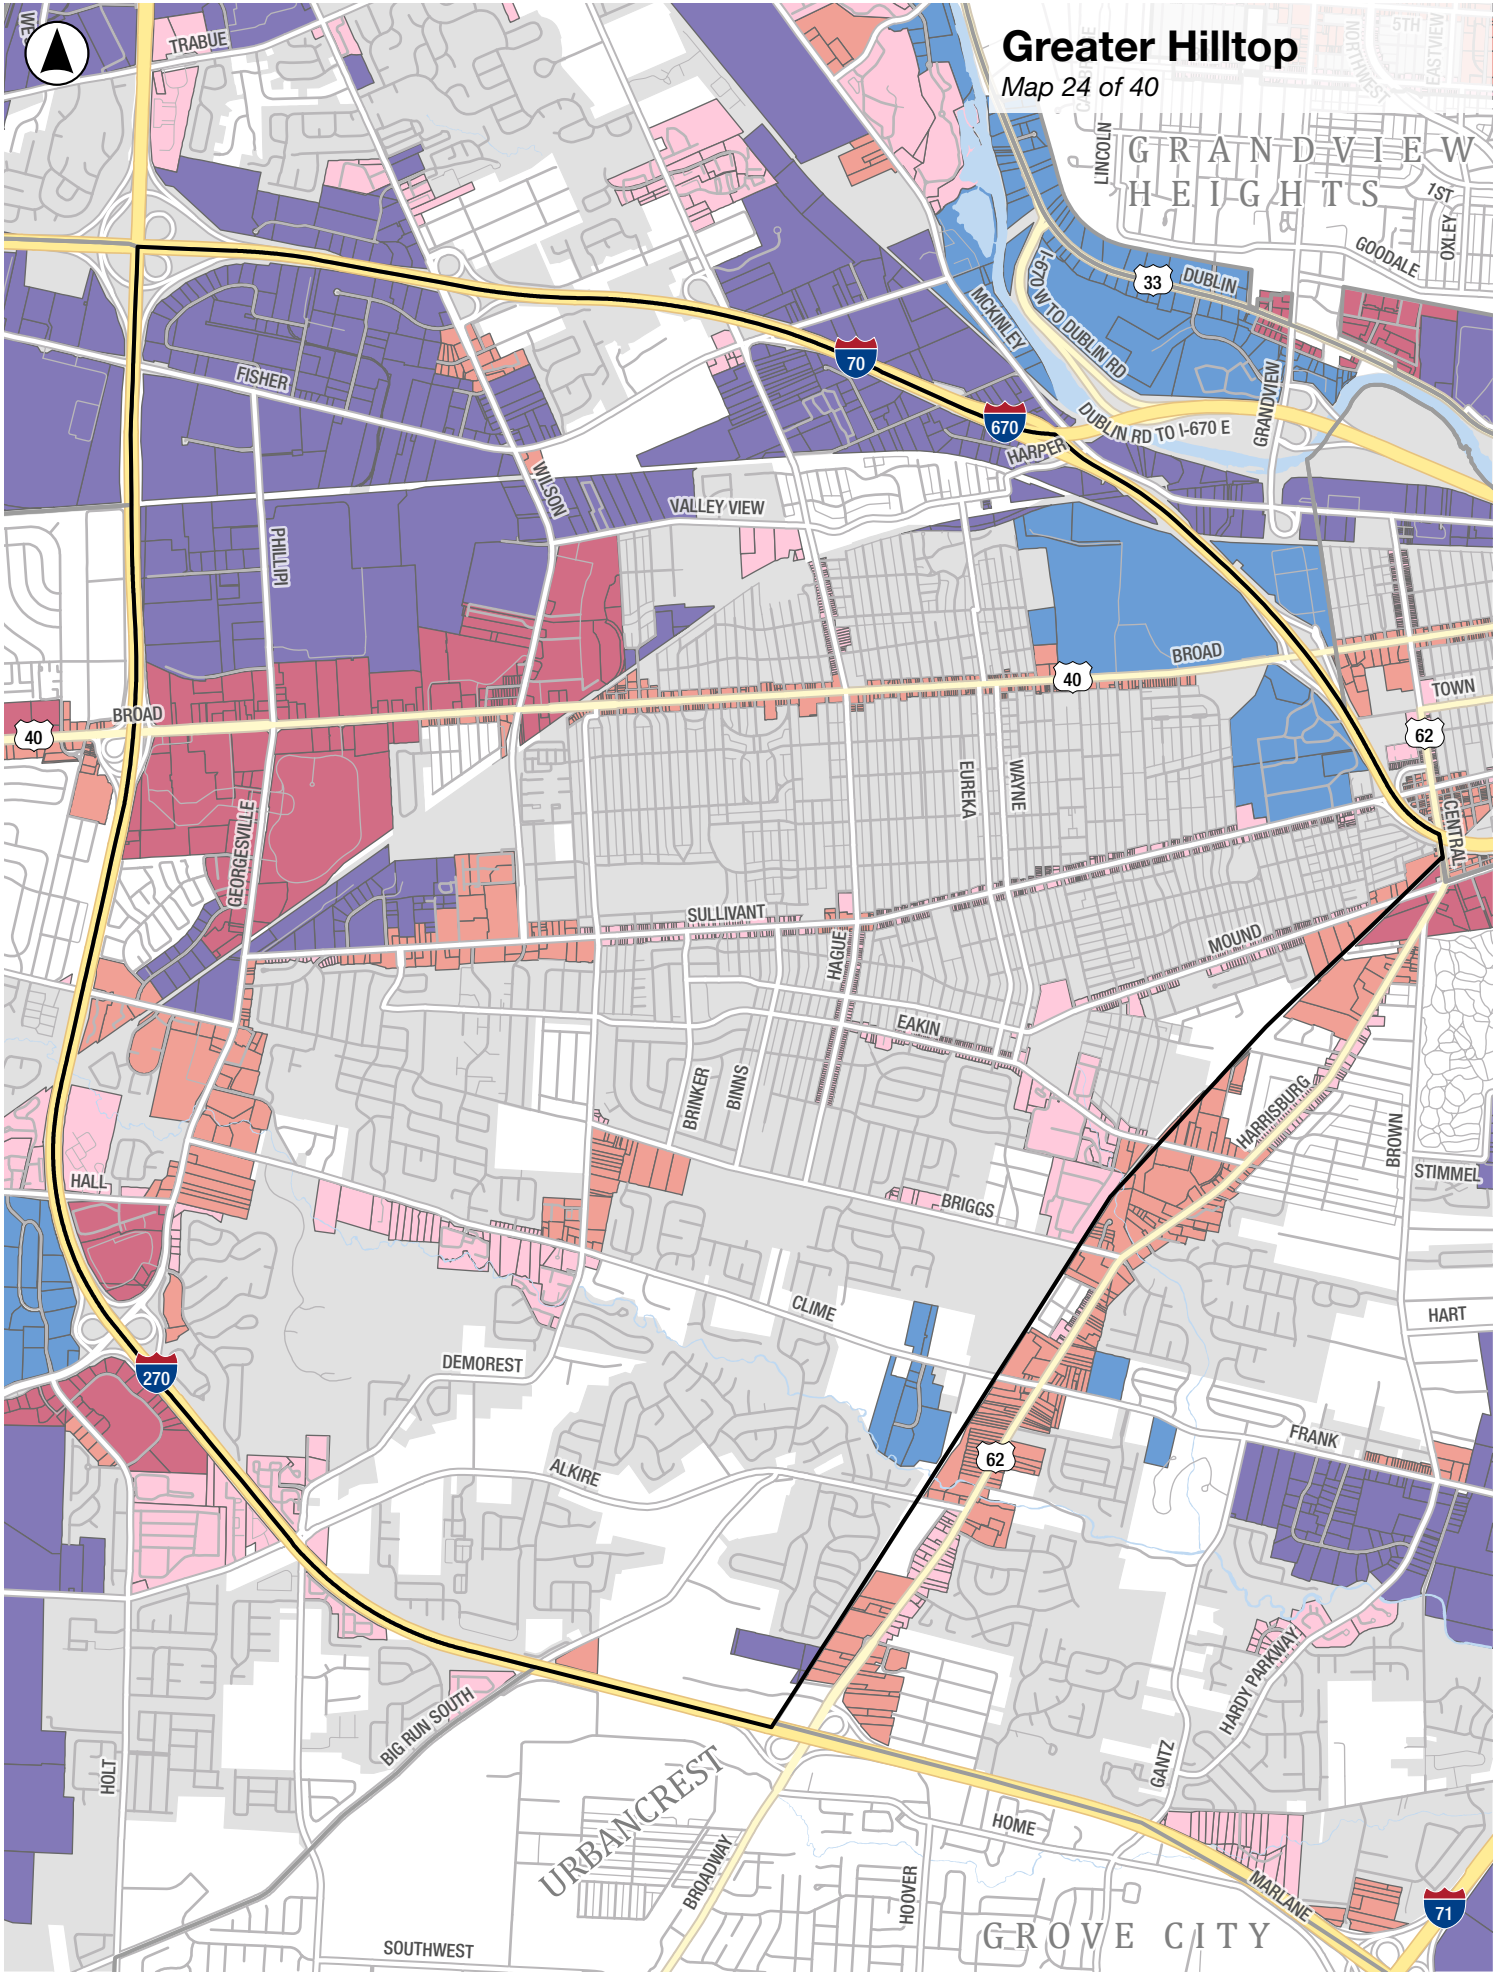 Greater Hilltop
Map 24 of 40
TRABUE
5TH
EASTVIEW
NORTHWEST
LINCOLN
GRANDVIEW
HEIGHTS
1ST
OXLEY
GOODALE
I-670 W TO DUBLIN RD
33
DUBLIN
MCKINLEY
70
FISHER
GRANDVIEW
670
DUBLIN RD TO I-670 E
HARPER
WILSON
VALLEY VIEW
PHILLIPI
BROAD
40
TOWN
BROAD
40
62
EUREKA
WAYNE
GEORGESVILLE
CENTRAL
SULLIVANT
HAGUE
MOUND
EAKIN
BRINKER
BINNS
HARRISBURG
BROWN
STIMMEL
HALL
BRIGGS
CLIME
HART
DEMOREST
270
FRANK
62
ALKIRE
HARDY PARKWAY
BIG RUN SOUTH
HOLT
GANTZ
URBANCREST
HOME
BROADWAY
HOOVER
MARLANE
71
GROVE CITY
SOUTHWEST